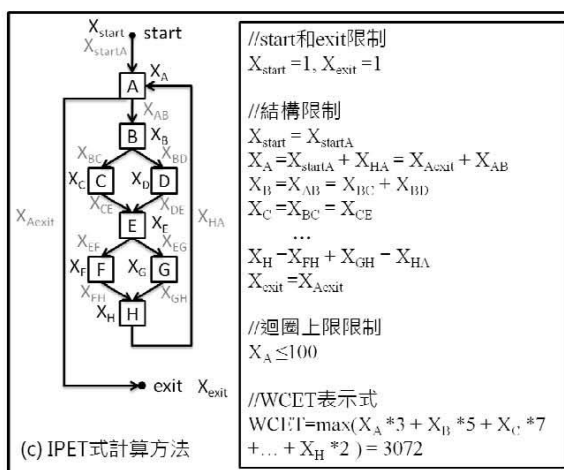 X_start start
X_startA
A X_A
X_AB
B X_B
X_BC X_BD
X_C C X_D D
X_CE X_DE
X_Aexit X_HA
E X_E
X_EF X_EG
X_F F X_G G
X_FH X_GH
X_H H
exit X_exit
(c) IPET式計算方法
//start和exit限制
X_start =1, X_exit =1
//結構限制
X_start = X_startA
X_A =X_startA + X_HA = X_Aexit + X_AB
X_B =X_AB = X_BC + X_BD
X_C =X_BC = X_CE
…
X_H =X_FH + X_GH = X_HA
X_exit =X_Aexit
//迴圈上限限制
X_A ≤100
//WCET表示式
WCET=max(X_A *3 + X_B *5 + X_C *7
+… + X_H *2 ) = 3072